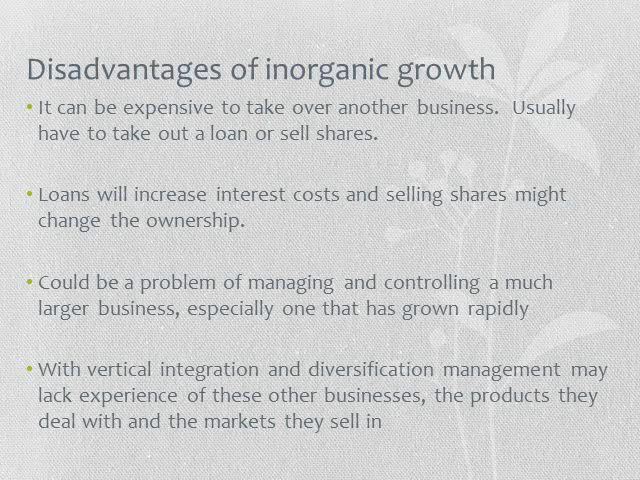 Disadvantages of inorganic growth
• It can be expensive to take over another business.  Usually
have to take out a loan or sell shares.
• Loans will increase interest costs and selling shares might
change the ownership.
• Could be a problem of managing and controlling a much
larger business, especially one that has grown rapidly
• With vertical integration and diversification management may
lack experience of these other businesses, the products they
deal with and the markets they sell in